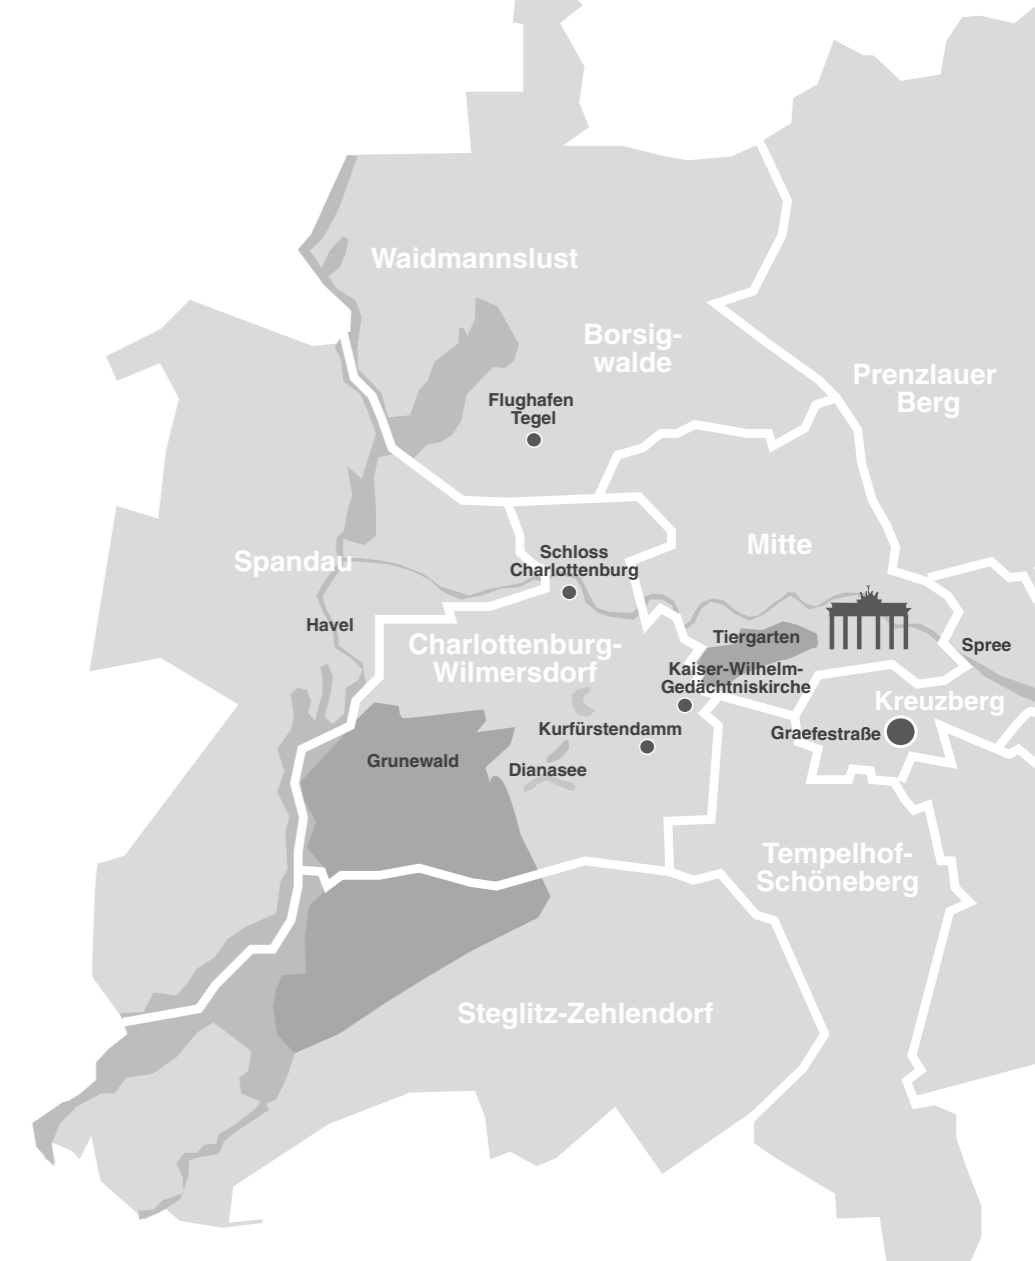 Waidmannslust
Borsig-
walde
Prenzlauer
Berg
Flughafen
Tegel
Mitte
Schloss
Charlottenburg
Spandau
Havel
Tiergarten
Spree
Charlottenburg-
Wilmersdorf
Kaiser-Wilhelm-
Gedächtniskirche
Kreuzberg
Kurfürstendamm
Graefestraße
Grunewald
Dianasee
Tempelhof-
Schöneberg
Steglitz-Zehlendorf